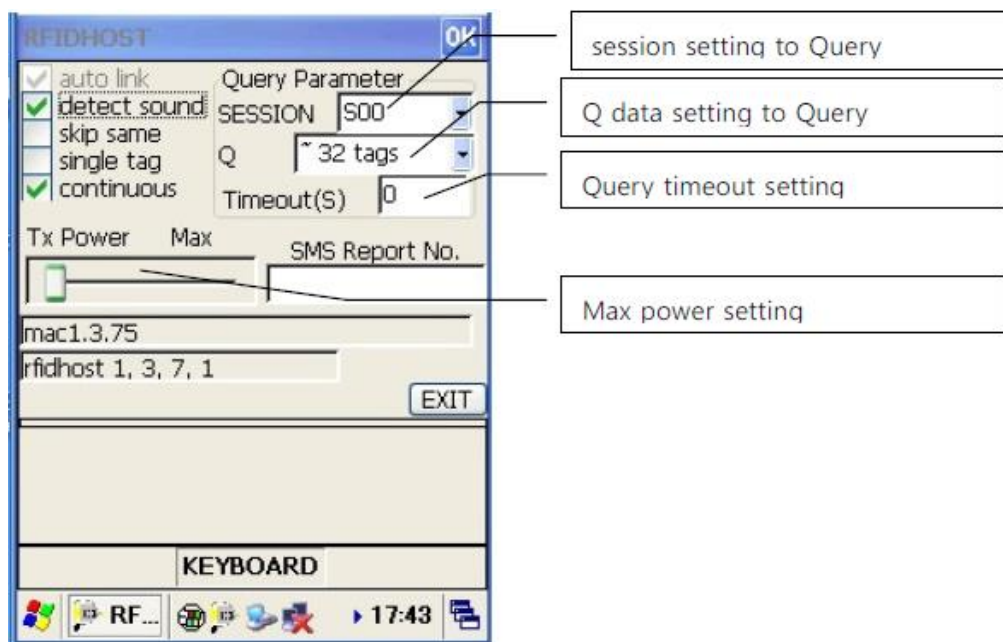 RFIDHOST
OK
auto link
detect sound
skip same
single tag
continuous
Query Parameter
SESSION S00
Q ~ 32 tags
Timeout(S) 0
Tx Power Max
SMS Report No.
mac1.3.75
rfidhost 1, 3, 7, 1
EXIT
KEYBOARD
RF...
17:43
session setting to Query
Q data setting to Query
Query timeout setting
Max power setting